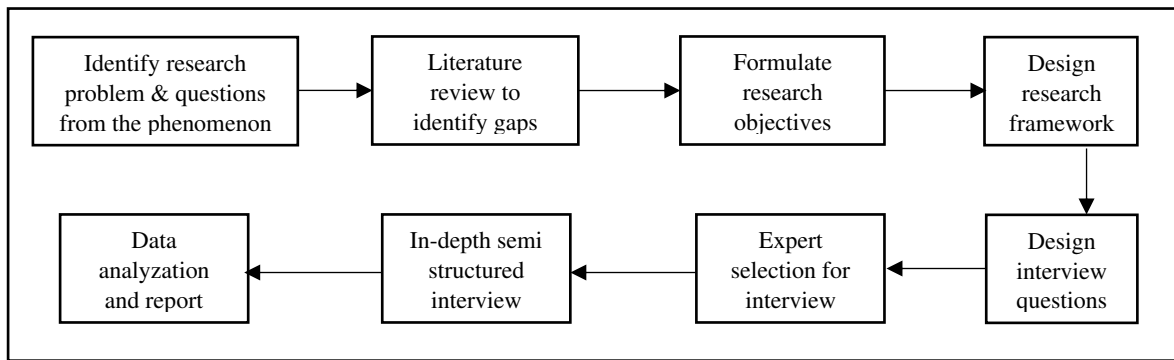 Identify research
problem & questions
from the phenomenon
Literature
review to
identify gaps
Formulate
research
objectives
Design
research
framework
Design
interview
questions
Expert
selection for
interview
In-depth semi
structured
interview
Data
analyzation
and report